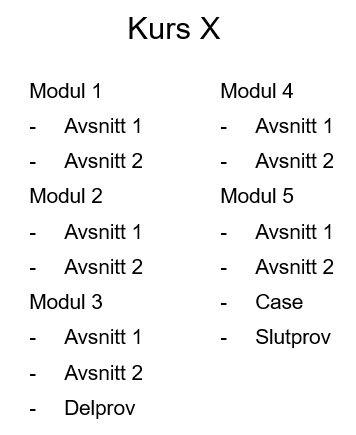 Kurs X
Modul 1
- Avsnitt 1
- Avsnitt 2
Modul 2
- Avsnitt 1
- Avsnitt 2
Modul 3
- Avsnitt 1
- Avsnitt 2
- Delprov
Modul 4
- Avsnitt 1
- Avsnitt 2
Modul 5
- Avsnitt 1
- Avsnitt 2
- Case
- Slutprov